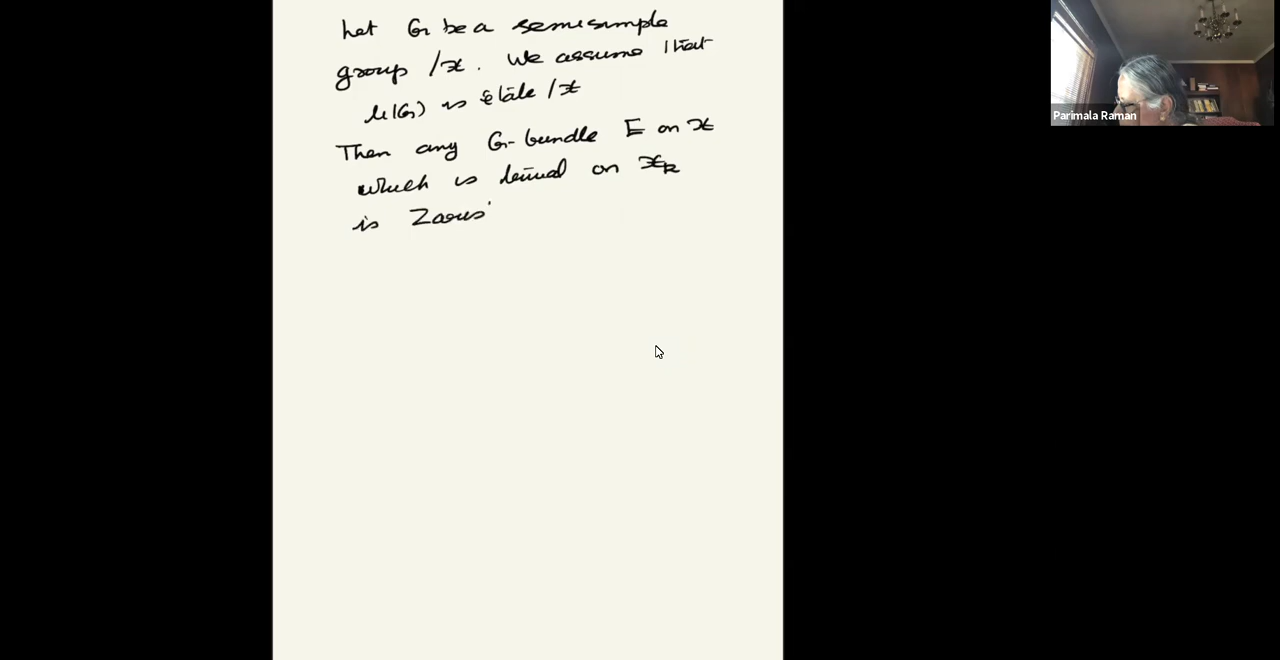 Let G be a semisimple
group /𝔛. We assume that
μ(G) is étale /𝔛
Then any G-bundle E on 𝔛
which is trivial on 𝔛_k
is Zaris
Parimala Raman